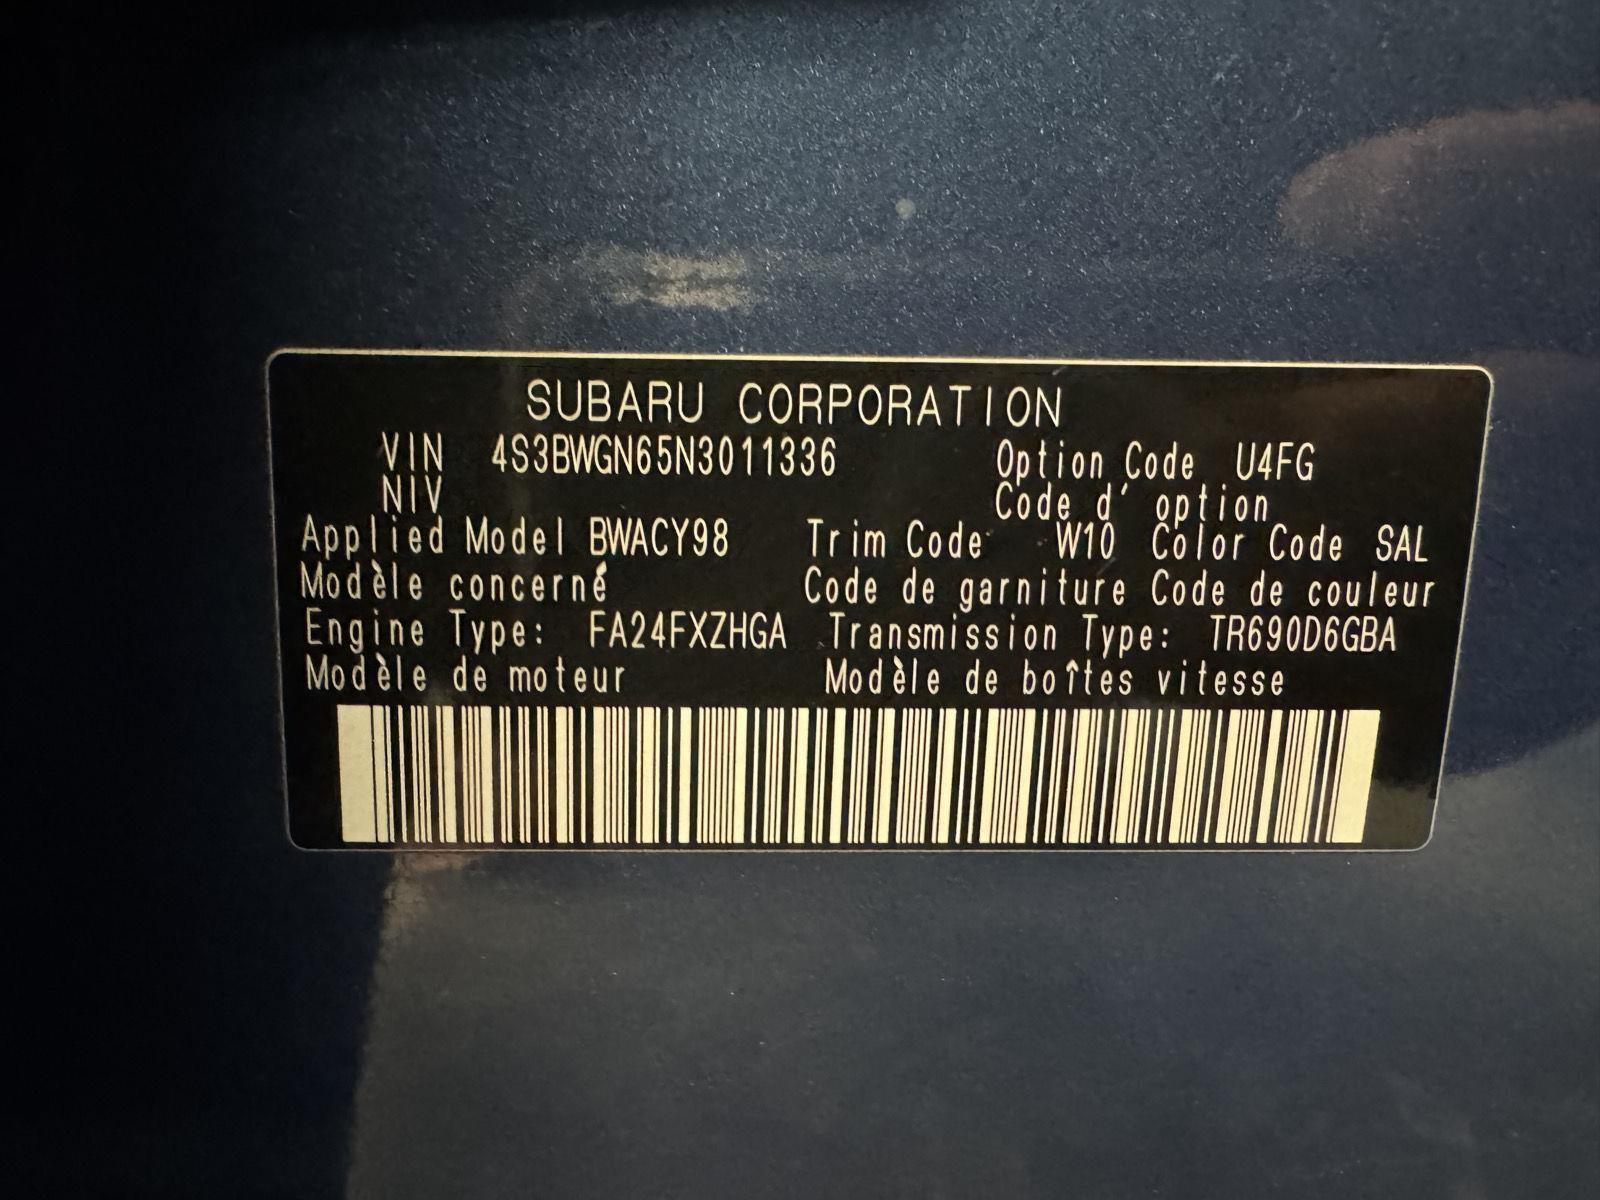 SUBARU CORPORATION
VIN 4S3BWGN65N3011336 Option Code U4FG
NIV Code d' option
Applied Model BWACY98 Trim Code W10 Color Code SAL
Modèle concerné Code de garniture Code de couleur
Engine Type: FA24FXZHGA Transmission Type: TR690D6GBA
Modèle de moteur Modèle de boîtes vitesse